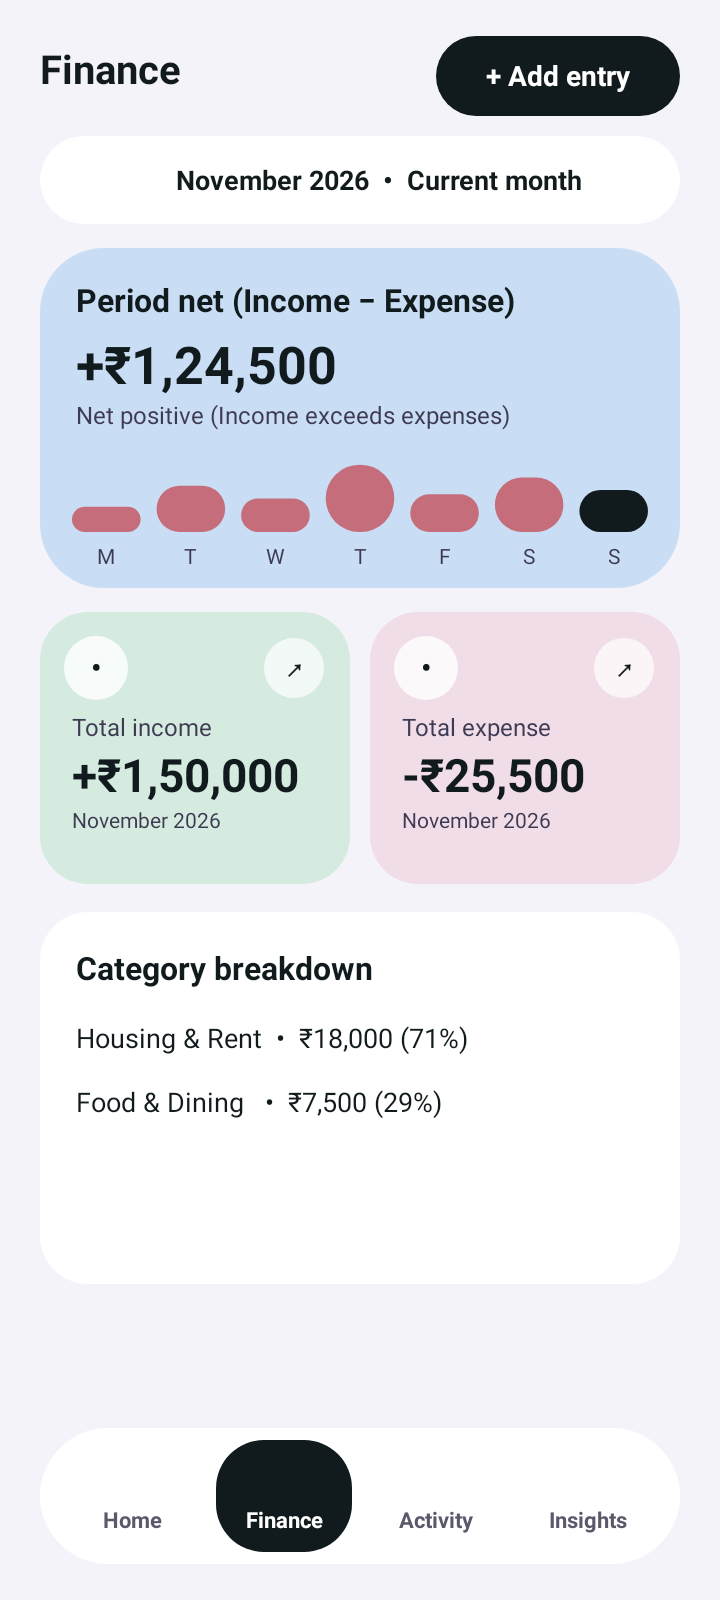 Finance
+ Add entry
November 2026 • Current month
Period net (Income − Expense)
+₹1,24,500
Net positive (Income exceeds expenses)
M T W T F S S
• ➚ • ➚
Total income
+₹1,50,000
November 2026
Total expense
-₹25,500
November 2026
Category breakdown
Housing & Rent • ₹18,000 (71%)
Food & Dining • ₹7,500 (29%)
Home Finance Activity Insights